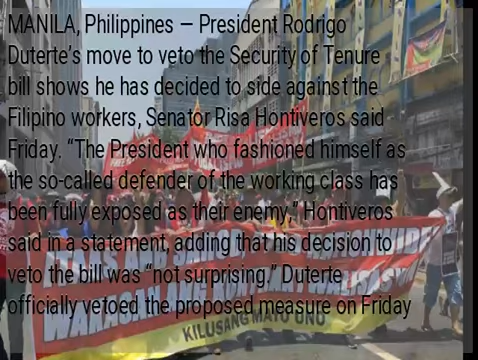 MANILA, Philippines — President Rodrigo
Duterte's move to veto the Security of Tenure
bill shows he has decided to side against the
Filipino workers, Senator Risa Hontiveros said
Friday. “The President who fashioned himself as
the so-called defender of the working class has
been fully exposed as their enemy,” Hontiveros
said in a statement, adding that his decision to
veto the bill was “not surprising.” Duterte
officially vetoed the proposed measure on Friday
KILUSANG MAYO UNO